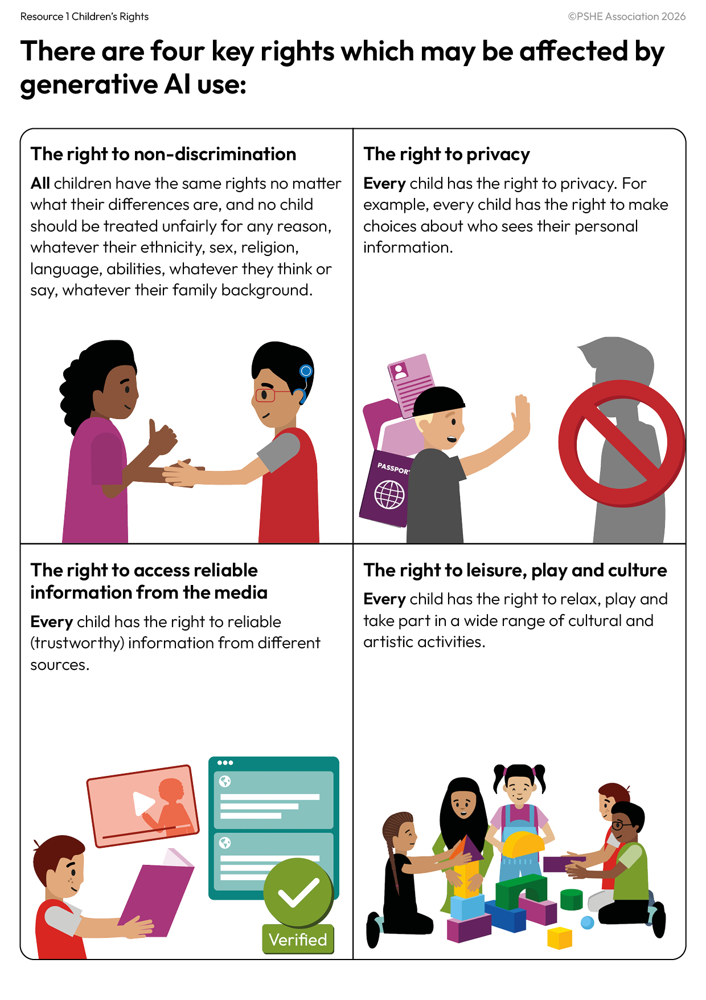 Resource 1 Children's Rights
©PSHE Association 2026
There are four key rights which may be affected by
generative AI use:
The right to non-discrimination
All children have the same rights no matter
what their differences are, and no child
should be treated unfairly for any reason,
whatever their ethnicity, sex, religion,
language, abilities, whatever they think or
say, whatever their family background.
The right to privacy
Every child has the right to privacy. For
example, every child has the right to make
choices about who sees their personal
information.
PASSPORT
The right to access reliable
information from the media
Every child has the right to reliable
(trustworthy) information from different
sources.
Verified
The right to leisure, play and culture
Every child has the right to relax, play and
take part in a wide range of cultural and
artistic activities.